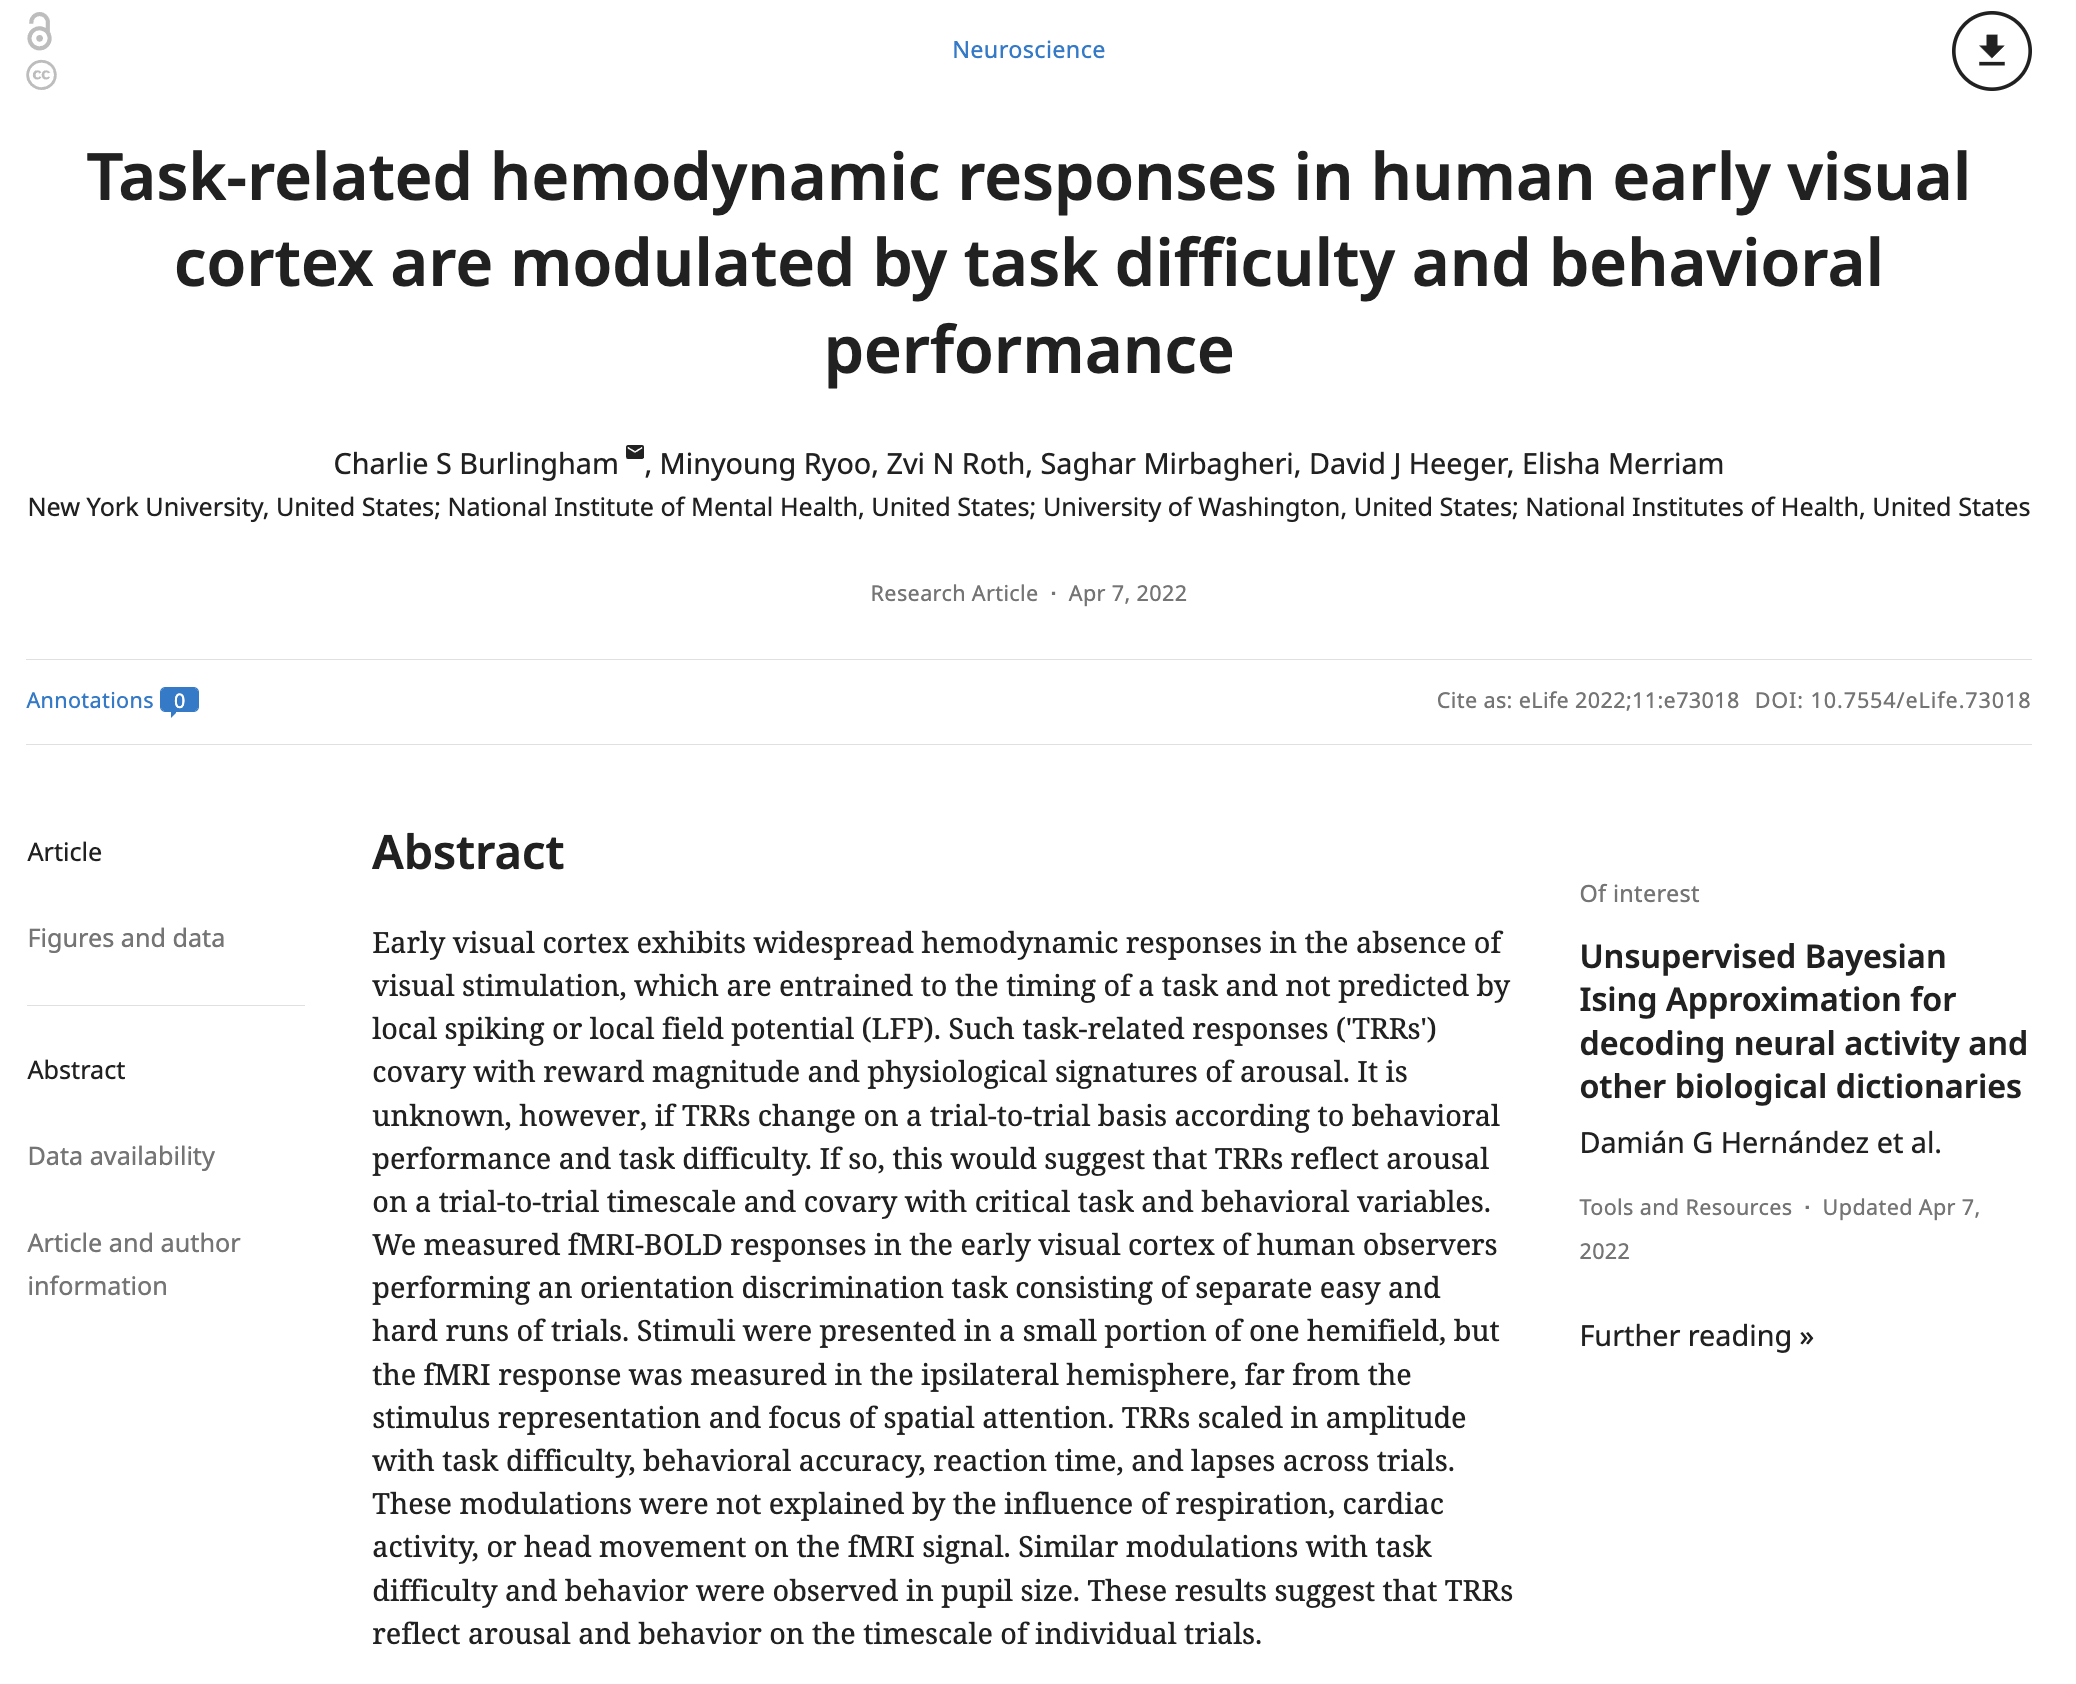 cc
Neuroscience
Task-related hemodynamic responses in human early visual
cortex are modulated by task difficulty and behavioral
performance
Charlie S Burlingham, Minyoung Ryoo, Zvi N Roth, Saghar Mirbagheri, David J Heeger, Elisha Merriam
New York University, United States; National Institute of Mental Health, United States; University of Washington, United States; National Institutes of Health, United States
Research Article · Apr 7, 2022
Annotations 0
Cite as: eLife 2022;11:e73018 DOI: 10.7554/eLife.73018
Article
Figures and data
Abstract
Data availability
Article and author
information
Abstract
Early visual cortex exhibits widespread hemodynamic responses in the absence of
visual stimulation, which are entrained to the timing of a task and not predicted by
local spiking or local field potential (LFP). Such task-related responses ('TRRs')
covary with reward magnitude and physiological signatures of arousal. It is
unknown, however, if TRRs change on a trial-to-trial basis according to behavioral
performance and task difficulty. If so, this would suggest that TRRs reflect arousal
on a trial-to-trial timescale and covary with critical task and behavioral variables.
We measured fMRI-BOLD responses in the early visual cortex of human observers
performing an orientation discrimination task consisting of separate easy and
hard runs of trials. Stimuli were presented in a small portion of one hemifield, but
the fMRI response was measured in the ipsilateral hemisphere, far from the
stimulus representation and focus of spatial attention. TRRs scaled in amplitude
with task difficulty, behavioral accuracy, reaction time, and lapses across trials.
These modulations were not explained by the influence of respiration, cardiac
activity, or head movement on the fMRI signal. Similar modulations with task
difficulty and behavior were observed in pupil size. These results suggest that TRRs
reflect arousal and behavior on the timescale of individual trials.
Of interest
Unsupervised Bayesian
Ising Approximation for
decoding neural activity and
other biological dictionaries
Damián G Hernández et al.
Tools and Resources · Updated Apr 7,
2022
Further reading »